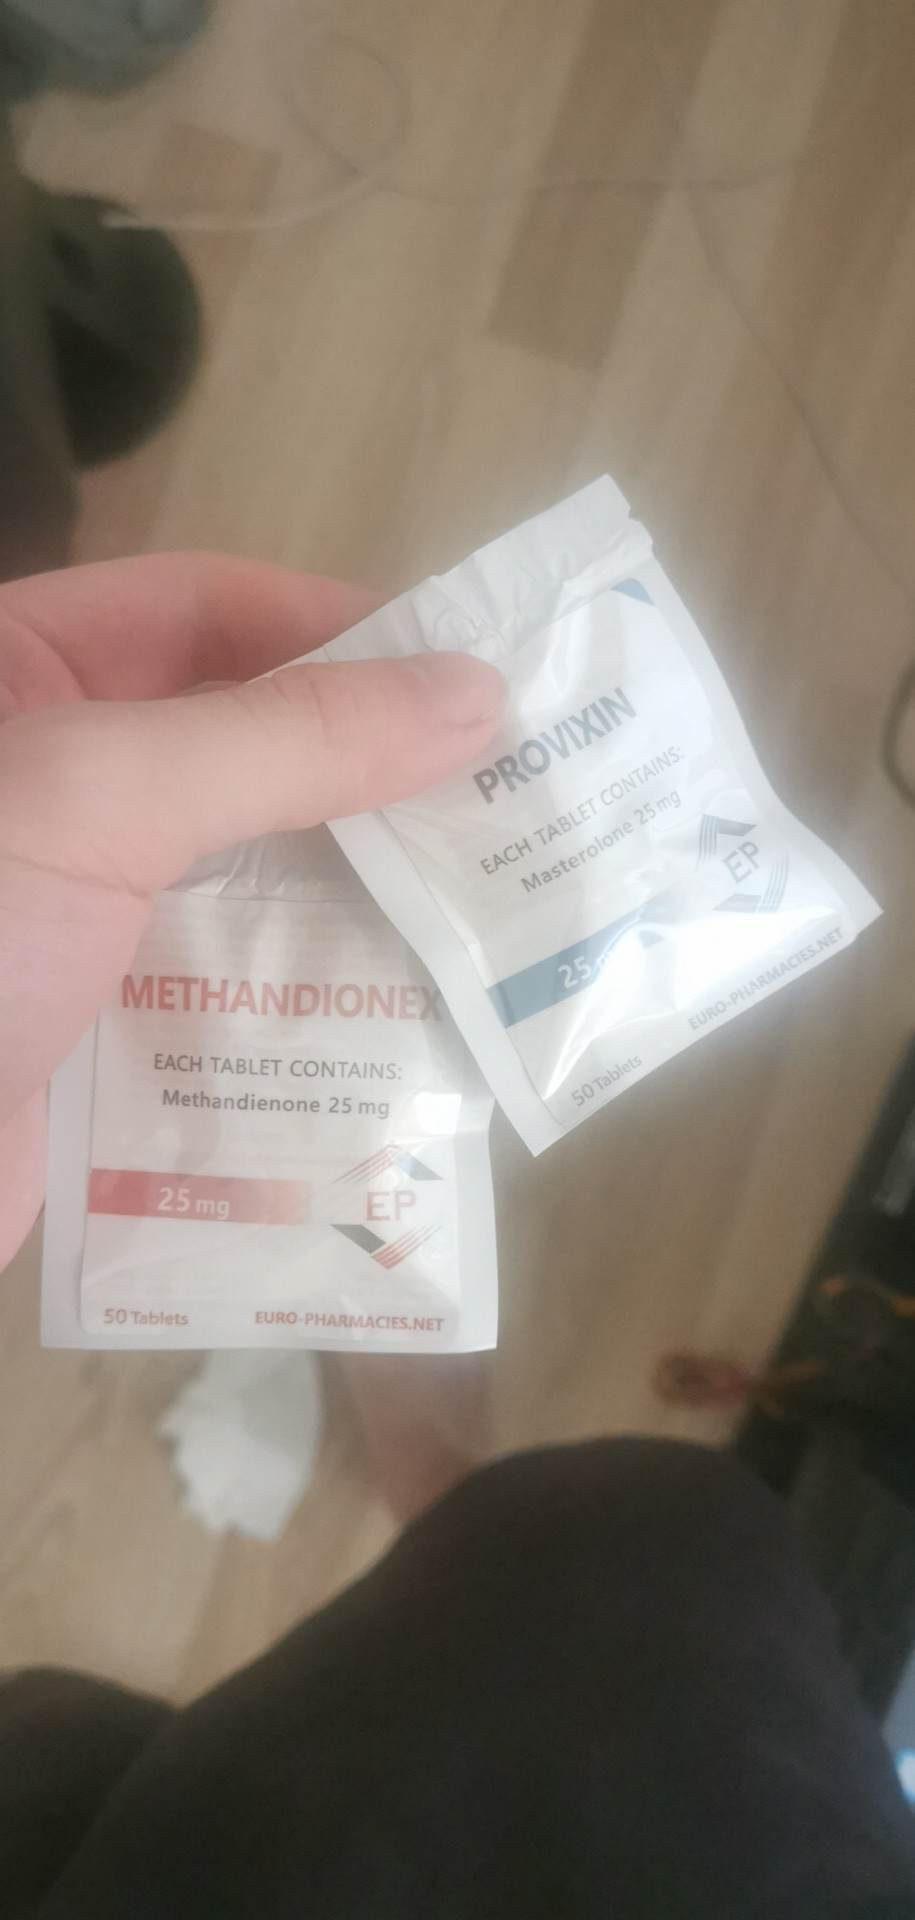 PROVIXIN
EACH TABLET CONTAINS:
Masterolone 25 mg
EP
25
EURO-PHARMACIES.NET
50 Tablets
METHANDIONEX
EACH TABLET CONTAINS:
Methandienone 25 mg
25 mg
EP
50 Tablets
EURO-PHARMACIES.NET